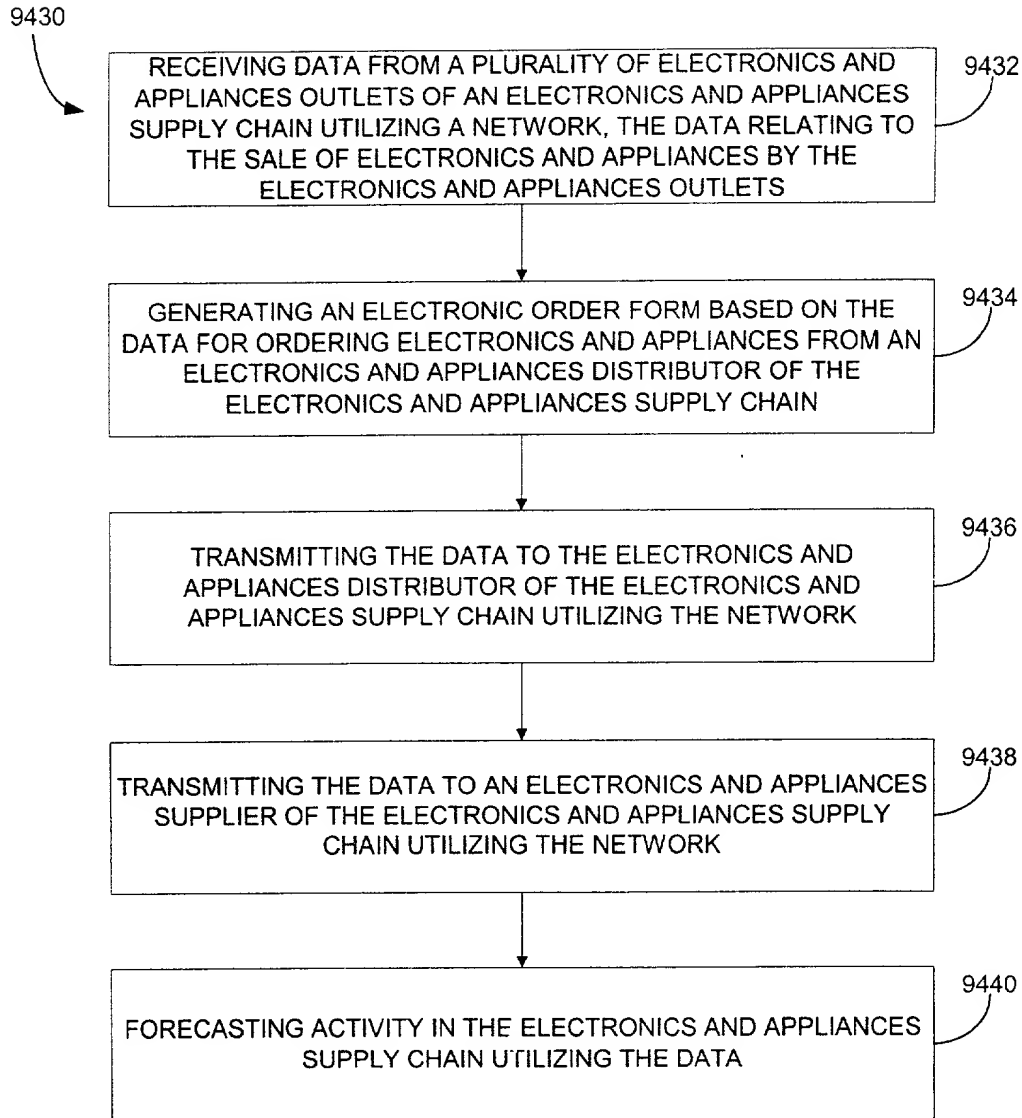 9430
RECEIVING DATA FROM A PLURALITY OF ELECTRONICS AND
APPLIANCES OUTLETS OF AN ELECTRONICS AND APPLIANCES
SUPPLY CHAIN UTILIZING A NETWORK, THE DATA RELATING TO
THE SALE OF ELECTRONICS AND APPLIANCES BY THE
ELECTRONICS AND APPLIANCES OUTLETS
9432
GENERATING AN ELECTRONIC ORDER FORM BASED ON THE
DATA FOR ORDERING ELECTRONICS AND APPLIANCES FROM AN
ELECTRONICS AND APPLIANCES DISTRIBUTOR OF THE
ELECTRONICS AND APPLIANCES SUPPLY CHAIN
9434
TRANSMITTING THE DATA TO THE ELECTRONICS AND
APPLIANCES DISTRIBUTOR OF THE ELECTRONICS AND
APPLIANCES SUPPLY CHAIN UTILIZING THE NETWORK
9436
TRANSMITTING THE DATA TO AN ELECTRONICS AND APPLIANCES
SUPPLIER OF THE ELECTRONICS AND APPLIANCES SUPPLY
CHAIN UTILIZING THE NETWORK
9438
FORECASTING ACTIVITY IN THE ELECTRONICS AND APPLIANCES
SUPPLY CHAIN UTILIZING THE DATA
9440